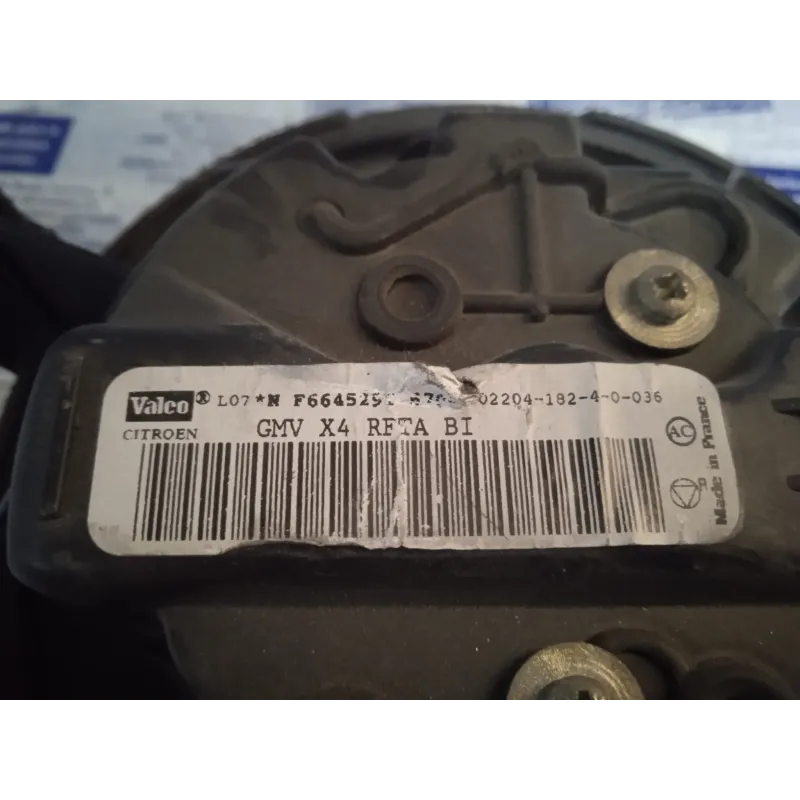 Valeo® L07 *N F664529 02204-182-4-0-036
CITROEN GMV X4 RFTA BI
AC
Made in France